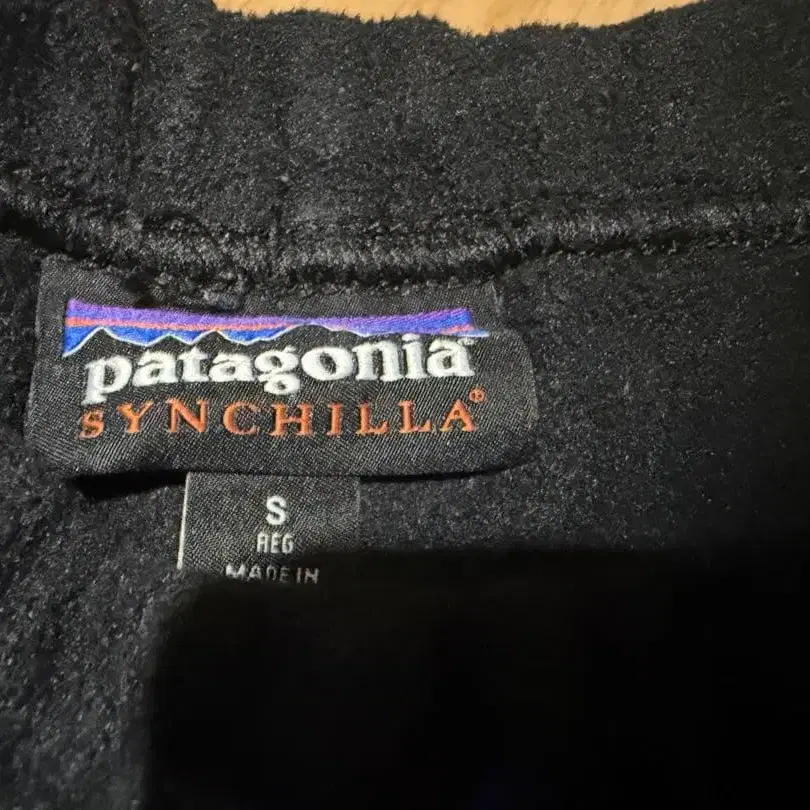 patagonia
SYNCHILLA®
S
REG
MADE IN